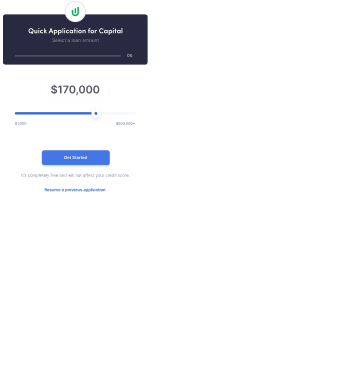 Quick Application for Capital
Select a loan amount
0%
$170,000
$500,000+
Get Started
It's completely free and will not affect your credit score.
Resume a previous application